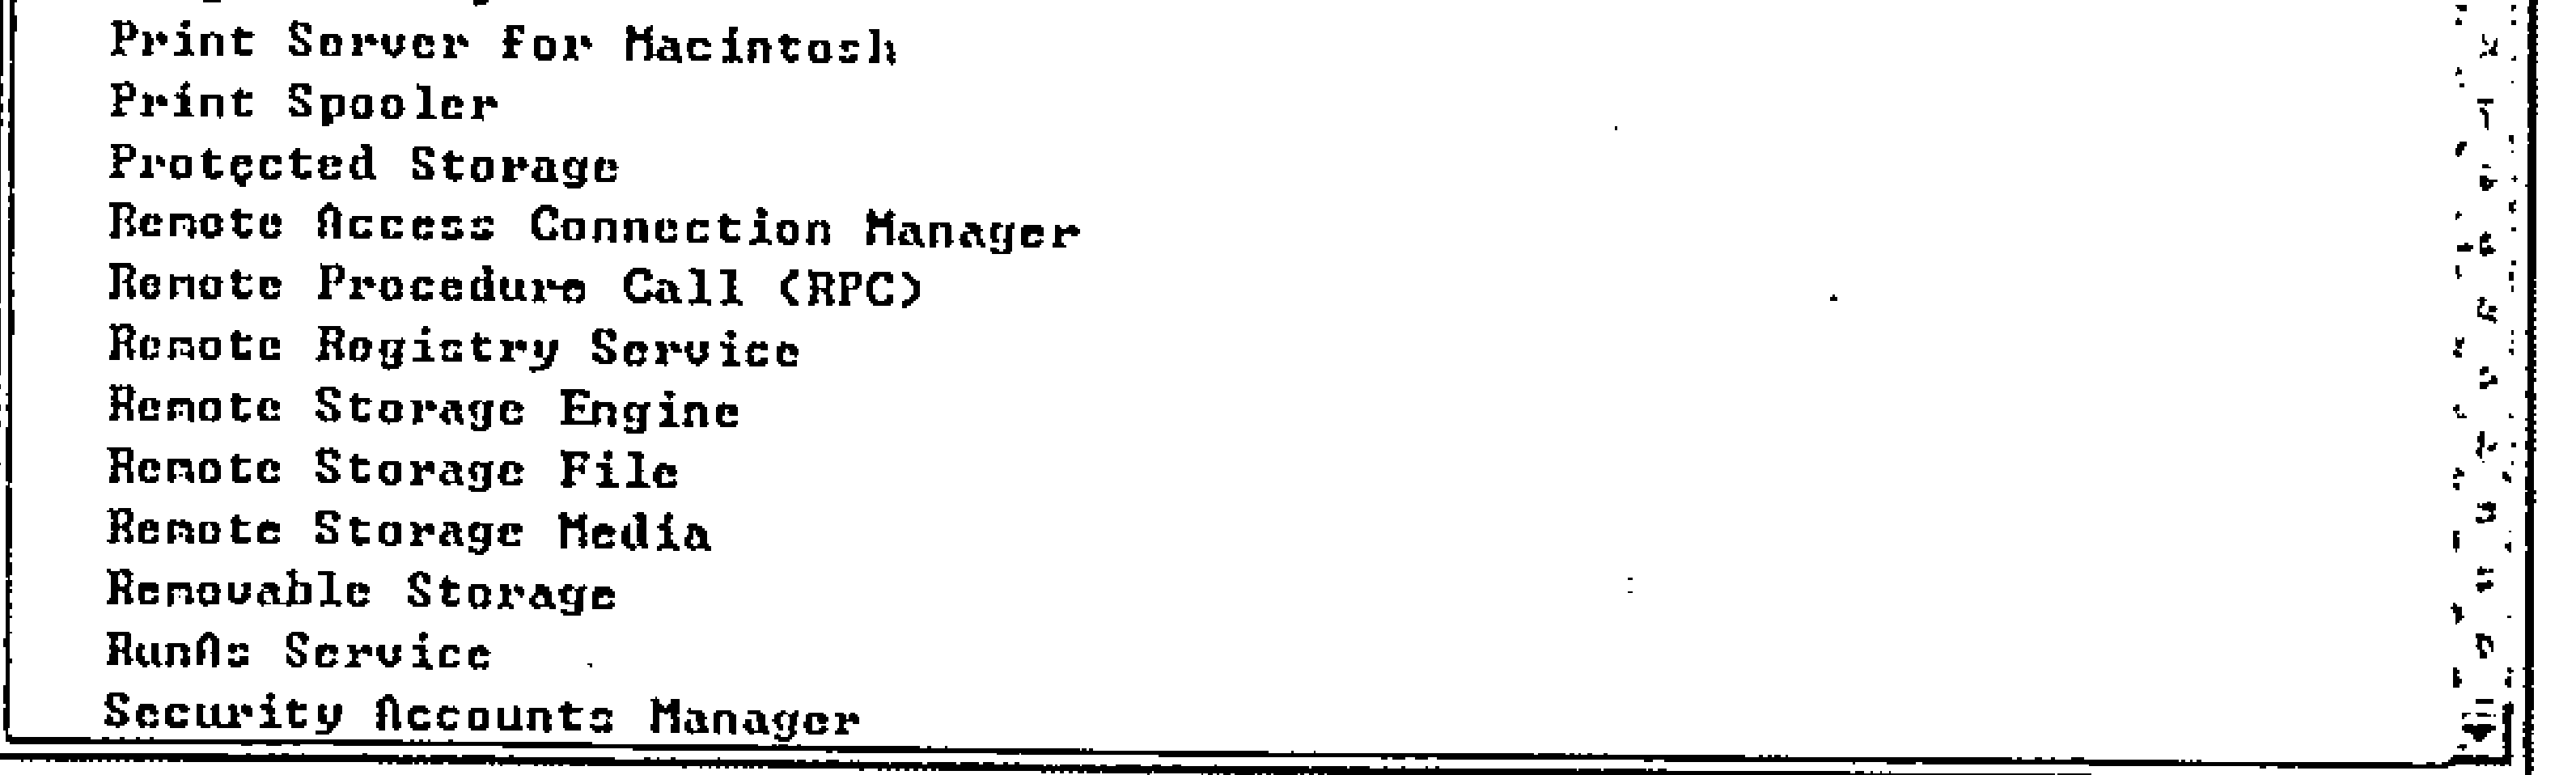 Print Server for Macintosh
Print Spooler
Protected Storage
Remote Access Connection Manager
Remote Procedure Call (RPC)
Remote Registry Service
Remote Storage Engine
Remote Storage File
Remote Storage Media
Removable Storage
RunAs Service
Security Accounts Manager